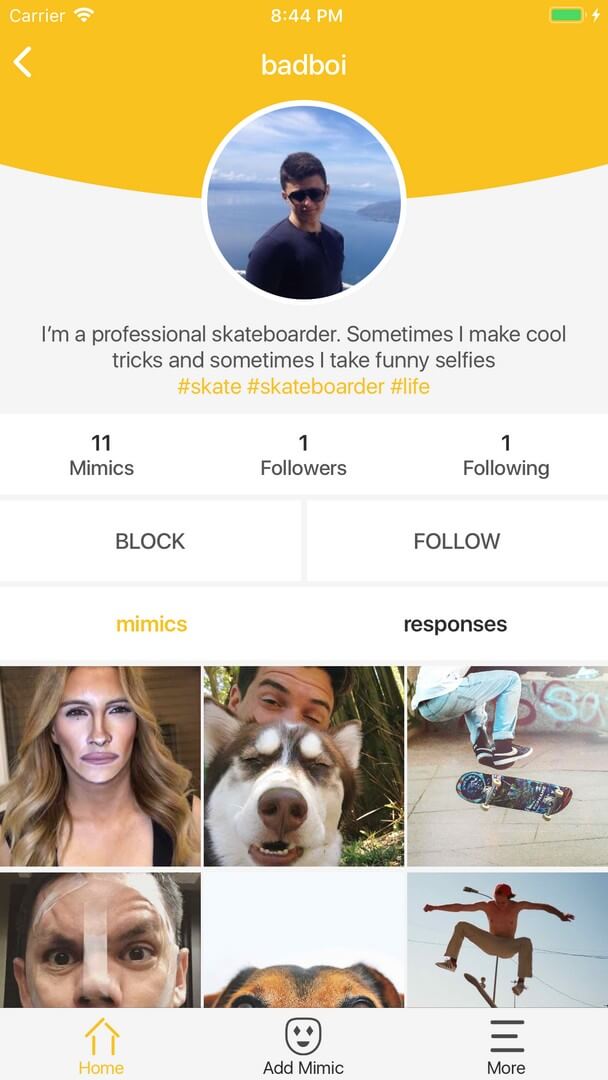 Carrier 8:44 PM
badboi
I'm a professional skateboarder. Sometimes I make cool
tricks and sometimes I take funny selfies
#skate #skateboarder #life
11 1 1
Mimics Followers Following
BLOCK FOLLOW
mimics responses
Home Add Mimic More